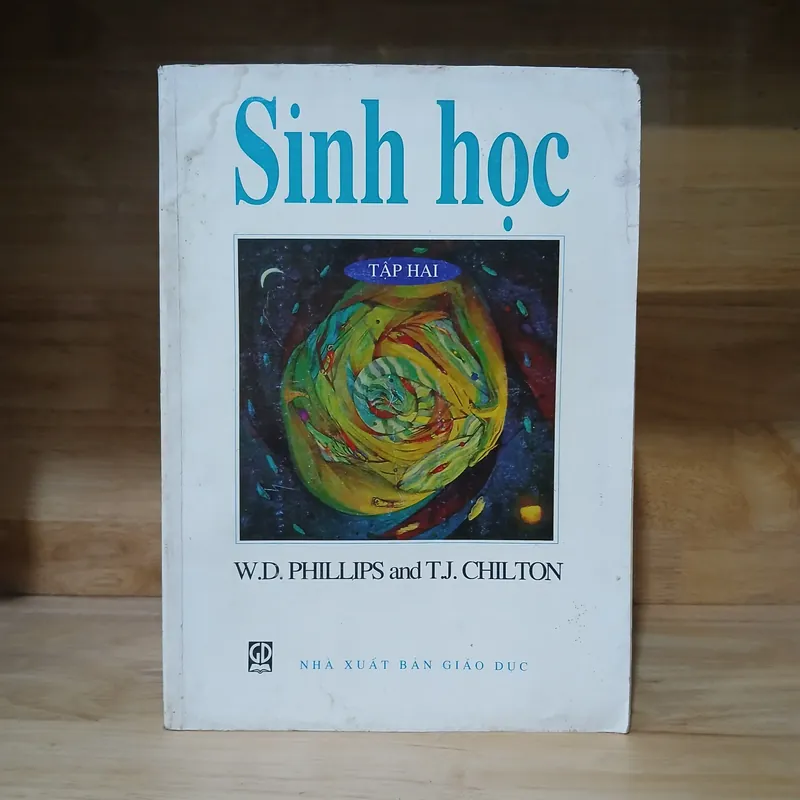 Sinh học
TẬP HAI
W.D. PHILLIPS and T.J. CHILTON
GD
NHÀ XUẤT BẢN GIÁO DỤC